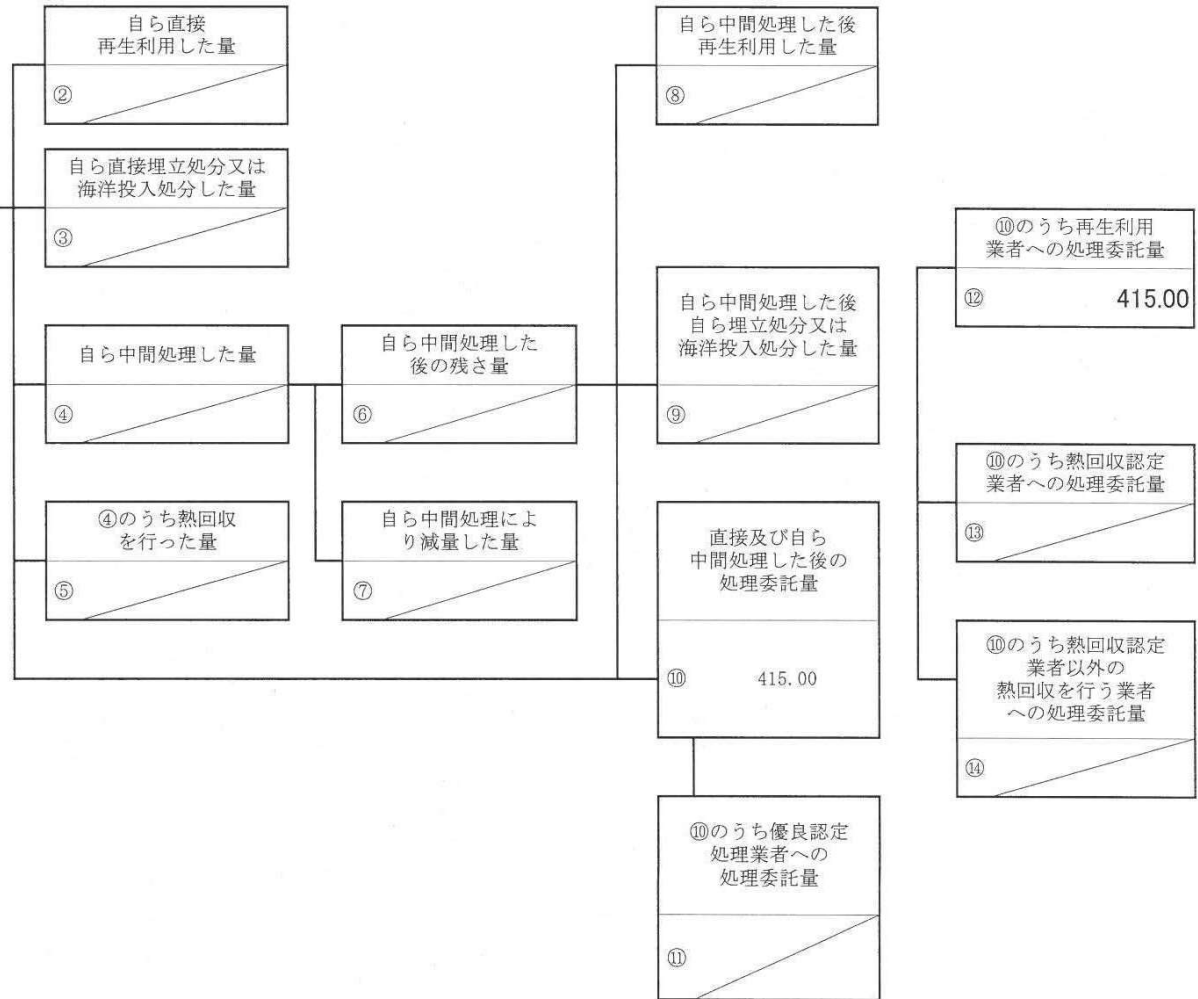 自ら直接
再生利用した量
②
自ら直接埋立処分又は
海洋投入処分した量
③
自ら中間処理した量
④
④のうち熱回収
を行った量
⑤
自ら中間処理した
後の残さ量
⑥
自ら中間処理によ
り減量した量
⑦
自ら中間処理した後
再生利用した量
⑧
自ら中間処理した後
自ら埋立処分又は
海洋投入処分した量
⑨
直接及び自ら
中間処理した後の
処理委託量
⑩ 415.00
⑩のうち優良認定
処理業者への
処理委託量
⑪
⑩のうち再生利用
業者への処理委託量
⑫ 415.00
⑩のうち熱回収認定
業者への処理委託量
⑬
⑩のうち熱回収認定
業者以外の
熱回収を行う業者
への処理委託量
⑭